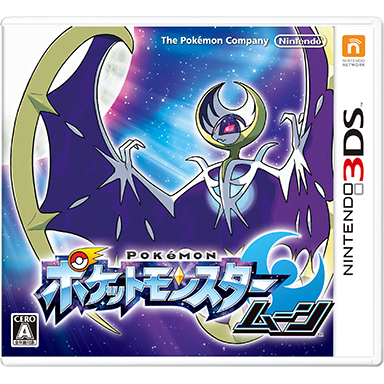 The Pokémon Company Nintendo
NINTENDO NETWORK
NINTENDO 3DS
POKéMON
ポケットモンスター
ムーン
CERO
A